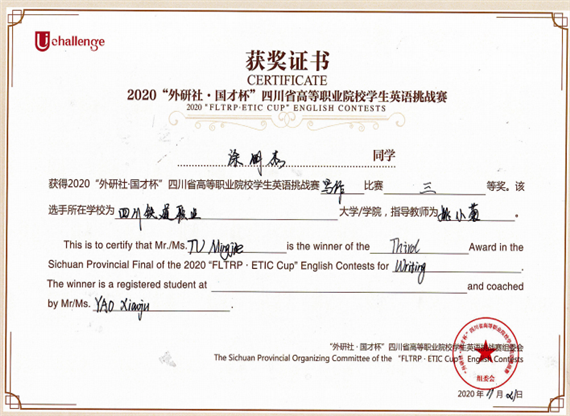 Uchallenge
获奖证书
CERTIFICATE
2020“外研社·国才杯”四川省高等职业院校学生英语挑战赛
2020 “FLTRP·ETIC CUP” ENGLISH CONTESTS
涂明杰 同学
获得2020“外研社·国才杯”四川省高等职业院校学生英语挑战赛 写作 比赛 三 等奖。该
选手所在学校为 四川铁道职业 大学/学院，指导教师为 姚小菊 。
This is to certify that Mr./Ms. TU Mingjie is the winner of the Third Award in the
Sichuan Provincial Final of the 2020 “FLTRP · ETIC Cup” English Contests for Writing .
The winner is a registered student at and coached
by Mr/Ms. YAO Xiaoju .
“外研社·国才杯”四川省高等职业院校学生英语挑战赛组委会
The Sichuan Provincial Organizing Committee of the “FLTRP · ETIC Cup” English Contests
组委会
2020 年 11 月 日